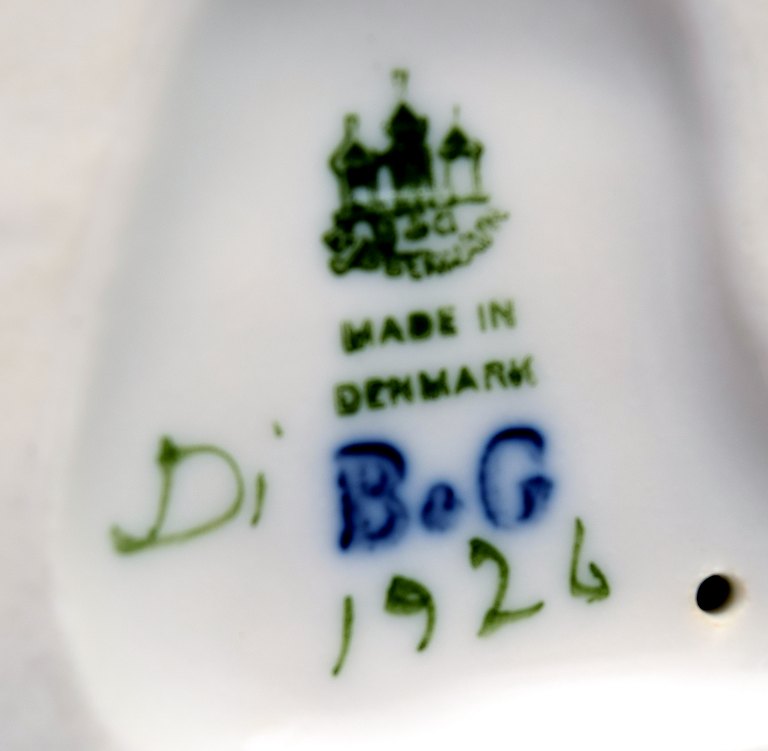 MADE IN
DENMARK
Di B&G
1926